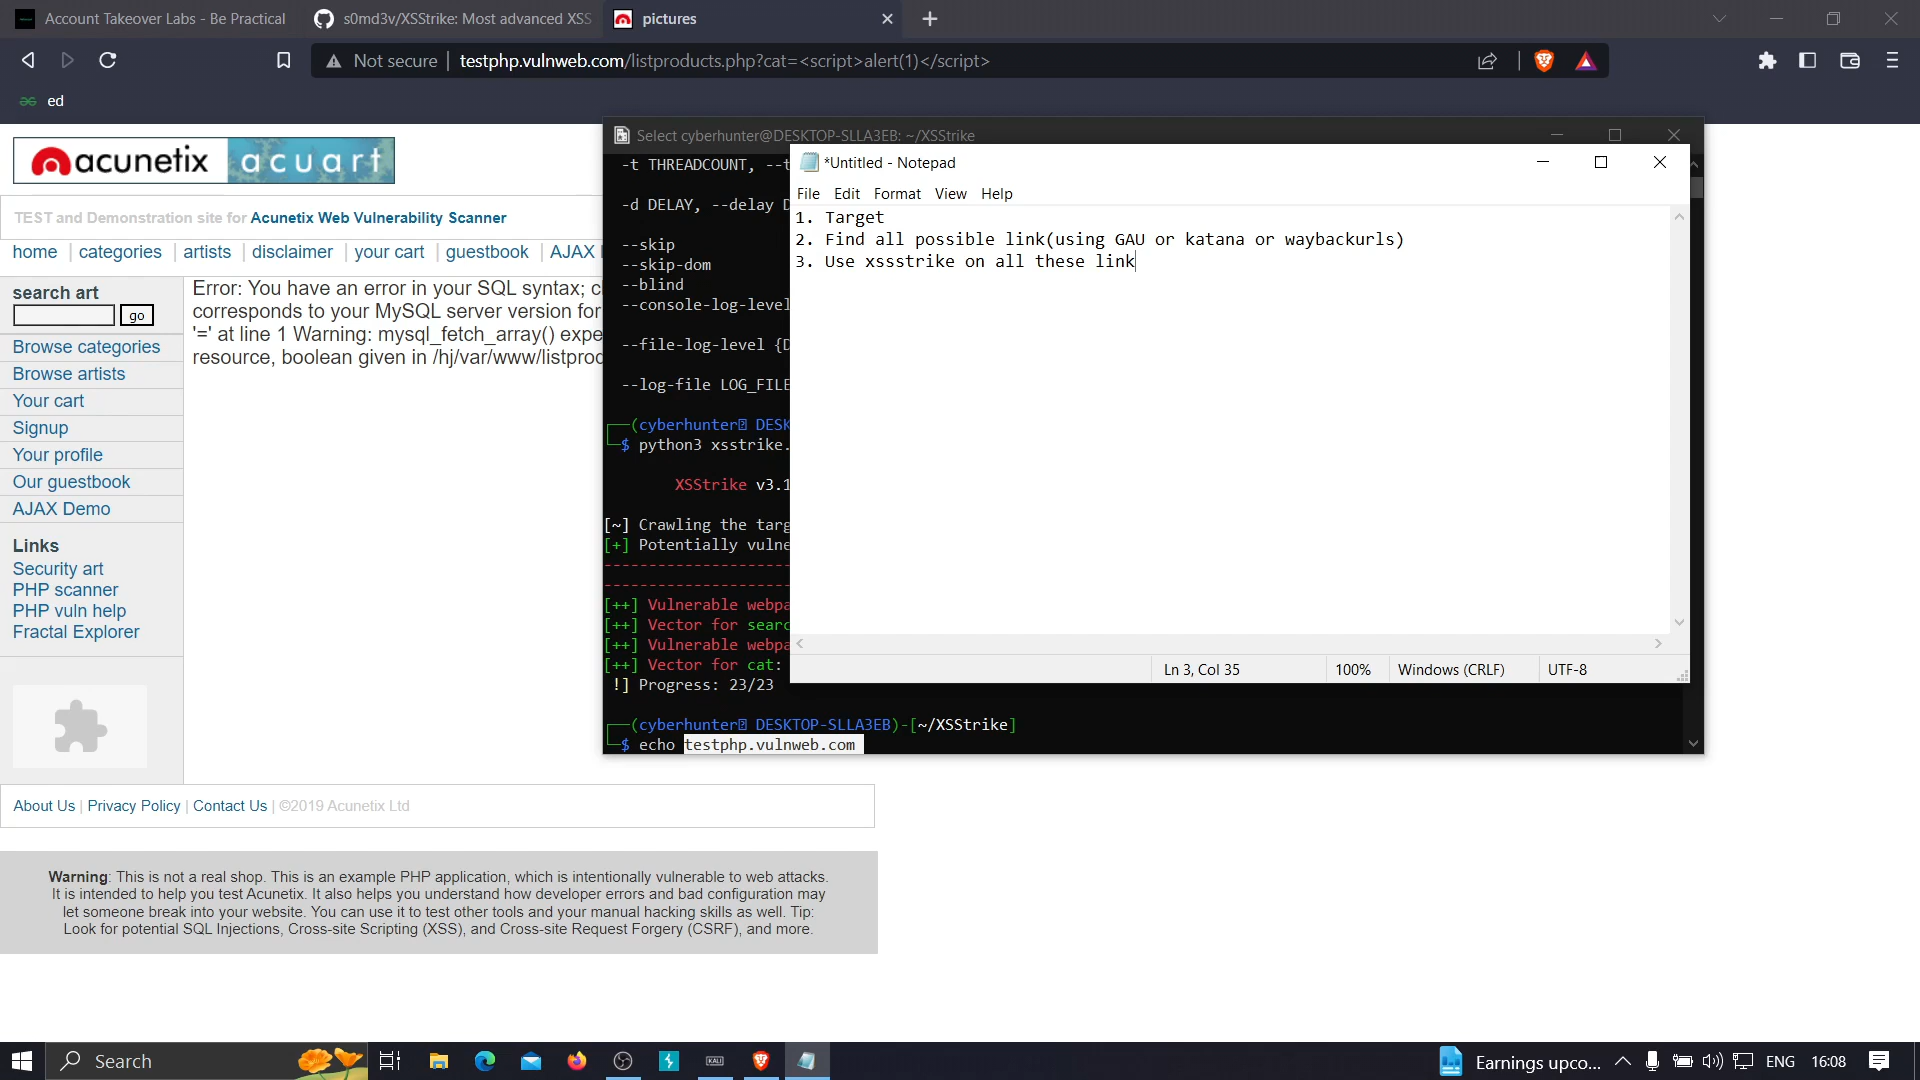 Account Takeover Labs - Be Practical
s0md3v/XSStrike: Most advanced XSS
pictures
Not secure
testphp.vulnweb.com/listproducts.php?cat=<script>alert(1)</script>
ed
acunetix acuart
TEST and Demonstration site for Acunetix Web Vulnerability Scanner
home | categories | artists | disclaimer | your cart | guestbook | AJAX
search art
go
Browse categories
Browse artists
Your cart
Signup
Your profile
Our guestbook
AJAX Demo
Links
Security art
PHP scanner
PHP vuln help
Fractal Explorer
Error: You have an error in your SQL syntax;
corresponds to your MySQL server version for
'=' at line 1 Warning: mysql_fetch_array()
resource, boolean given in
About Us | Privacy Policy | Contact Us | ©2019 Acunetix Ltd
Warning: This is not a real shop. This is an example PHP application, which is intentionally vulnerable to web attacks.
It is intended to help you test Acunetix. It also helps you understand how developer errors and bad configuration may
let someone break into your website. You can use it to test other tools and your manual hacking skills as well. Tip:
Look for potential SQL Injections, Cross-site Scripting (XSS), and Cross-site Request Forgery (CSRF), and more.
Select cyberhunter@DESKTOP-SLLA3EB: ~/XSStrike
-t THREADCOUNT,
-d DELAY, --delay
--skip
--skip-dom
--blind
--console-log-level
--file-log-level
--log-file
(cyberhunter
$ python3 xsstrike.
XSStrike
[~] Crawling the
[+] Potentially
[++] Vulnerable
[++] Vector for
[++] Vulnerable
[++] Vector for cat:
!] Progress: 23/23
(cyberhunter DESKTOP-SLLA3EB)-[~/XSStrike]
$ echo testphp.vulnweb.com
*Untitled - Notepad
File Edit Format View Help
1. Target
2. Find all possible link(using GAU or katana or waybackurls)
3. Use xssstrike on all these link
Ln 3, Col 35
100%
Windows (CRLF)
UTF-8
Search
KALI
Earnings upco...
ENG
16:08